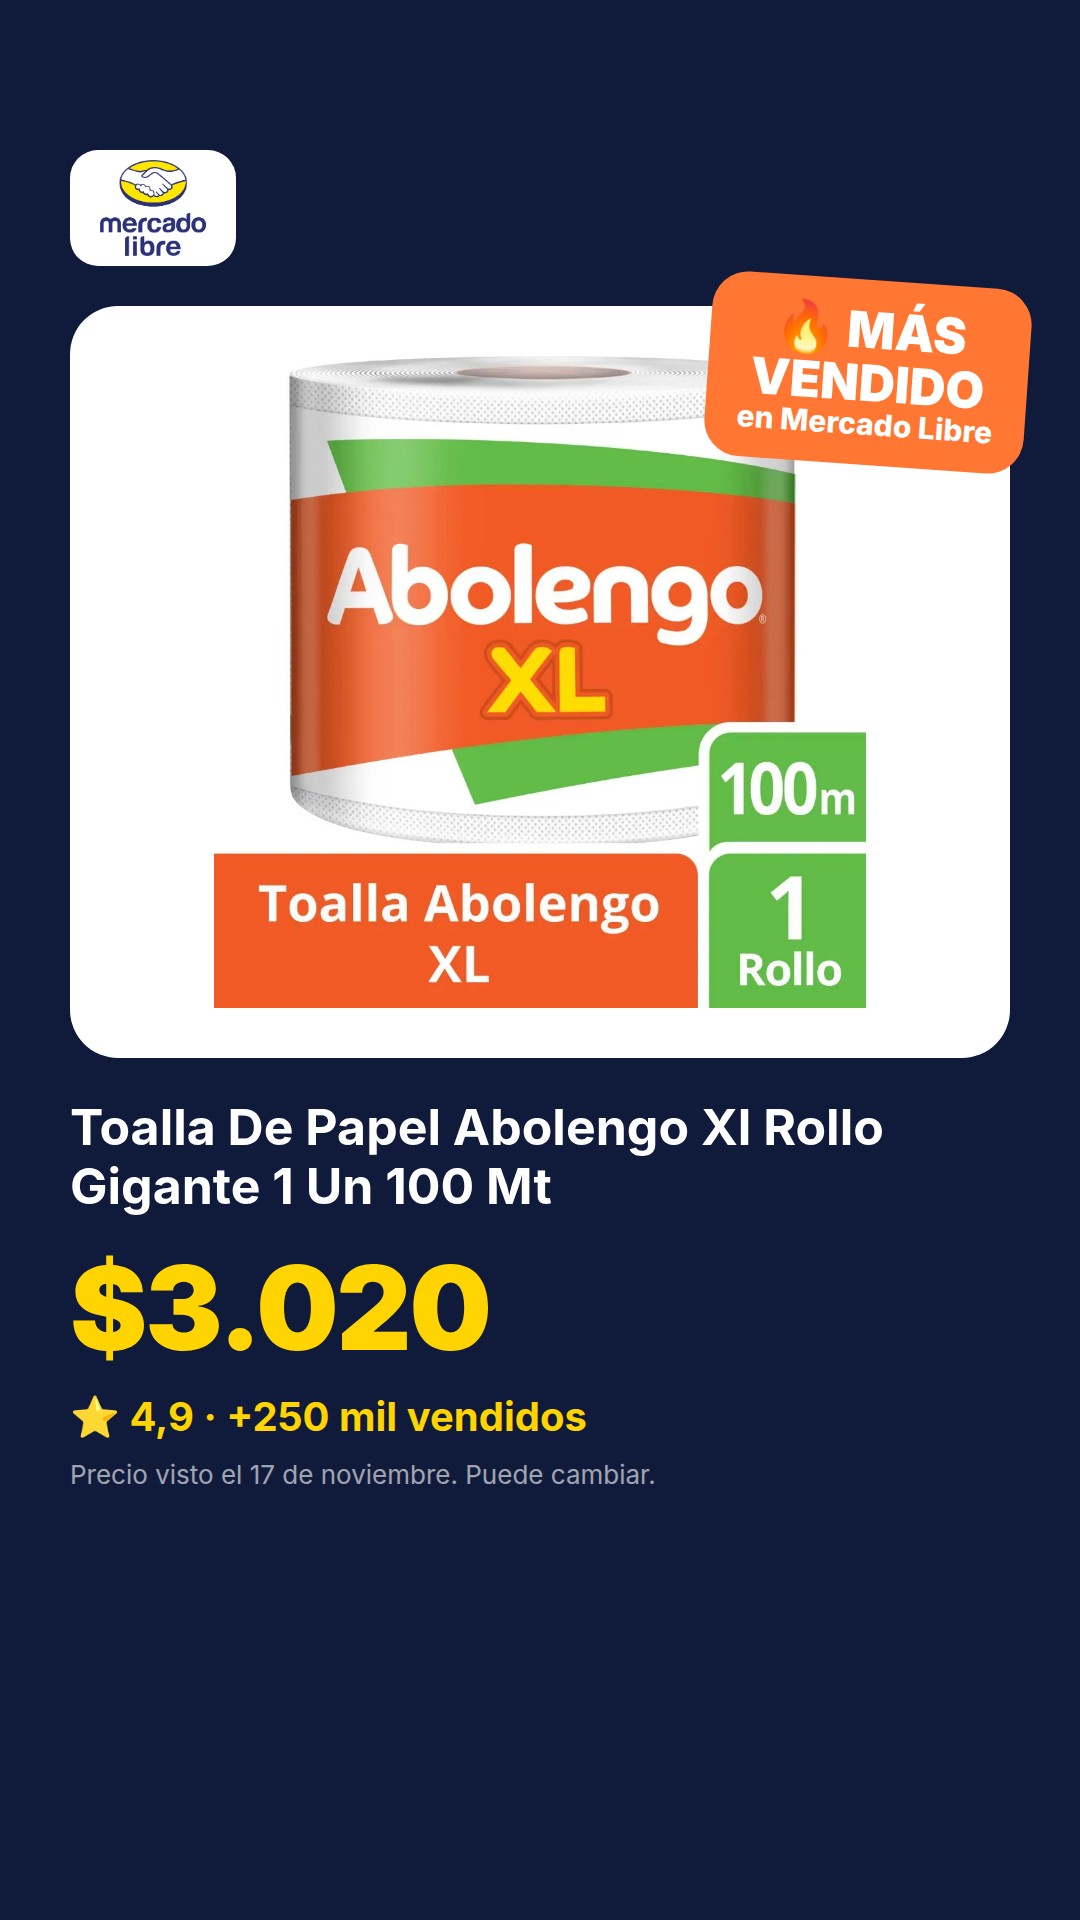 mercado
libre
🔥 MÁS
VENDIDO
en Mercado Libre
Abolengo®
XL
100m
Toalla Abolengo
XL
1
Rollo
Toalla De Papel Abolengo Xl Rollo
Gigante 1 Un 100 Mt
$3.020
⭐ 4,9 · +250 mil vendidos
Precio visto el 17 de noviembre. Puede cambiar.